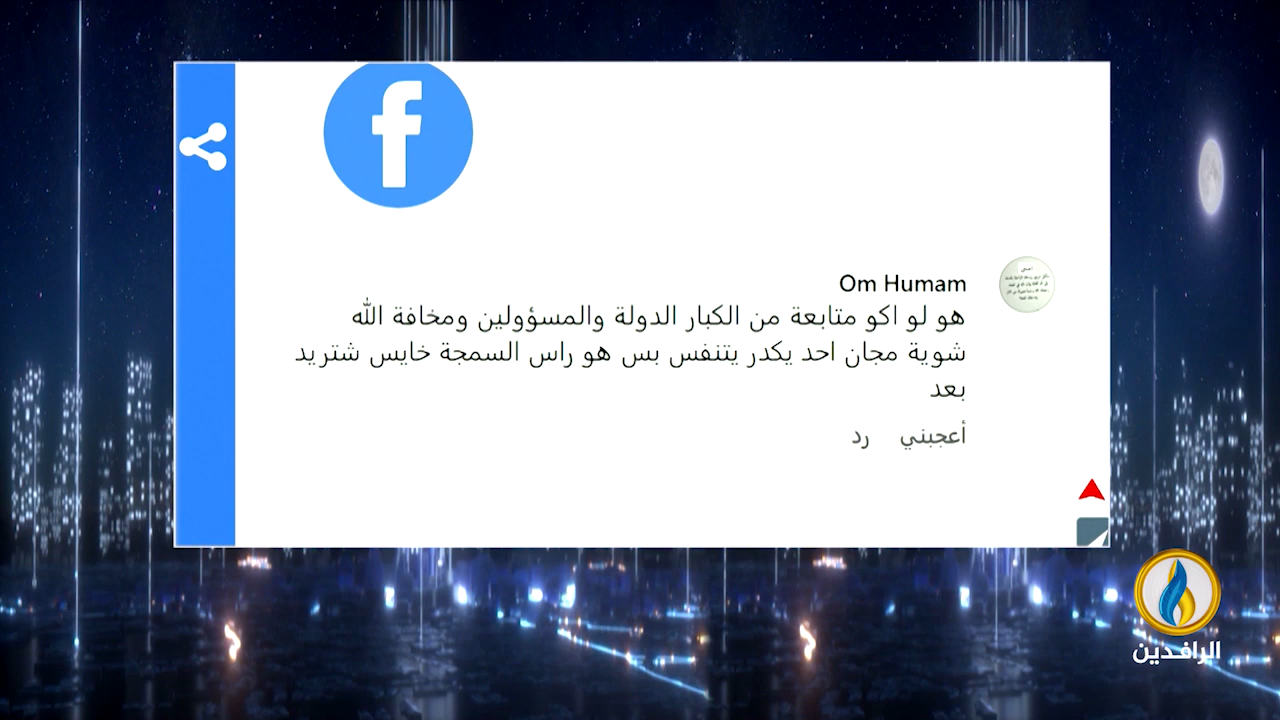 Om Humam
هو لو اكو متابعة من الكبار الدولة والمسؤولين ومخافة الله
شوية مجان احد يكدر يتنفس بس هو راس السمجة خايس شتريد
بعد
أعجبني رد
الرافدين